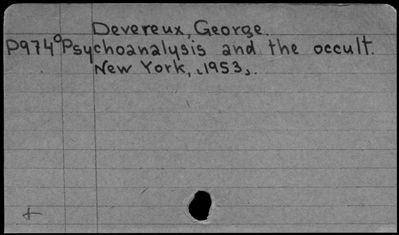 Devereux, George.
P974° Psychoanalysis and the occult.
New York, 1953.